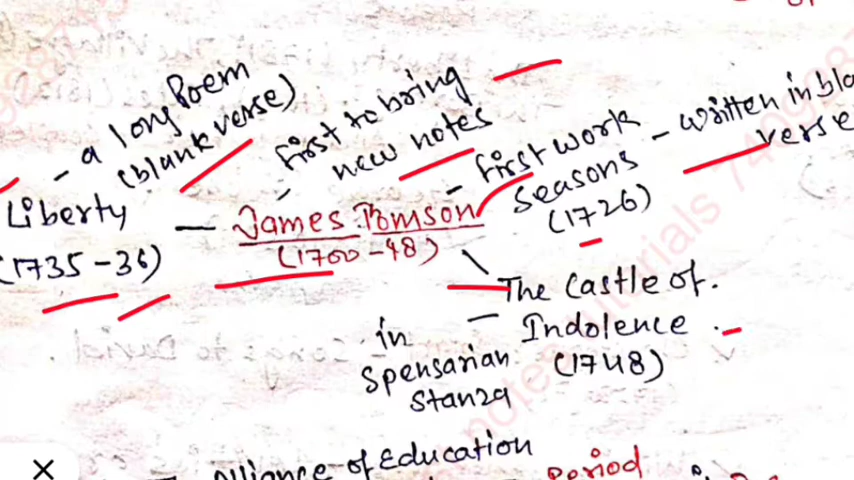 - a long Poem
(blank verse)
Liberty
(1735-36)
- first to bring
new notes
- James Tomson
(1700-48)
- first work
Seasons
(1726)
- written in bla
verse
The Castle of.
- Indolence.
(1748)
in
Spensarian
Stanza
Alliance of Education
Period